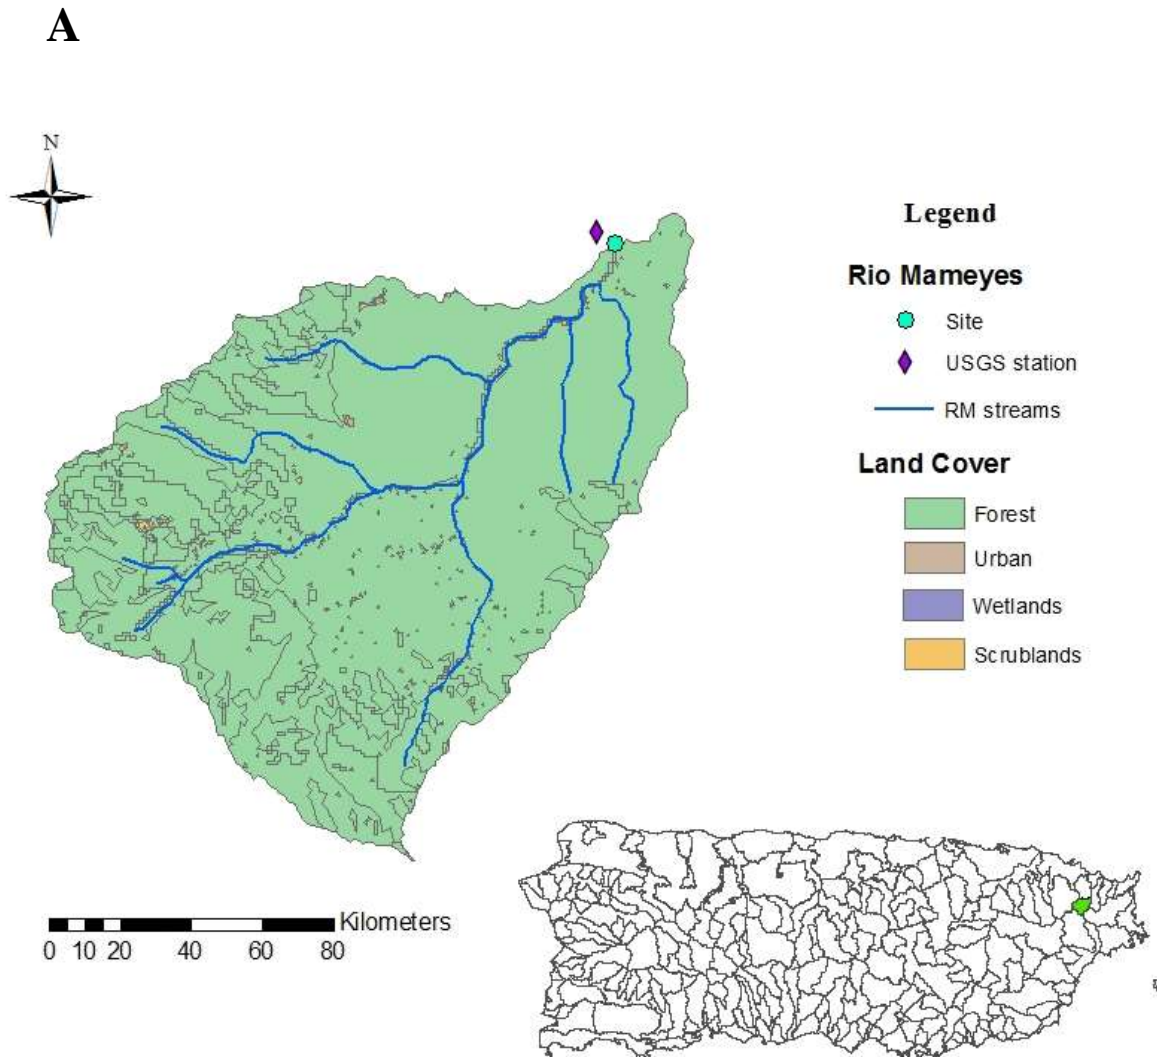 A
N
Legend
Rio Mameyes
Site
USGS station
RM streams
Land Cover
Forest
Urban
Wetlands
Scrublands
Kilometers
0 10 20 40 60 80